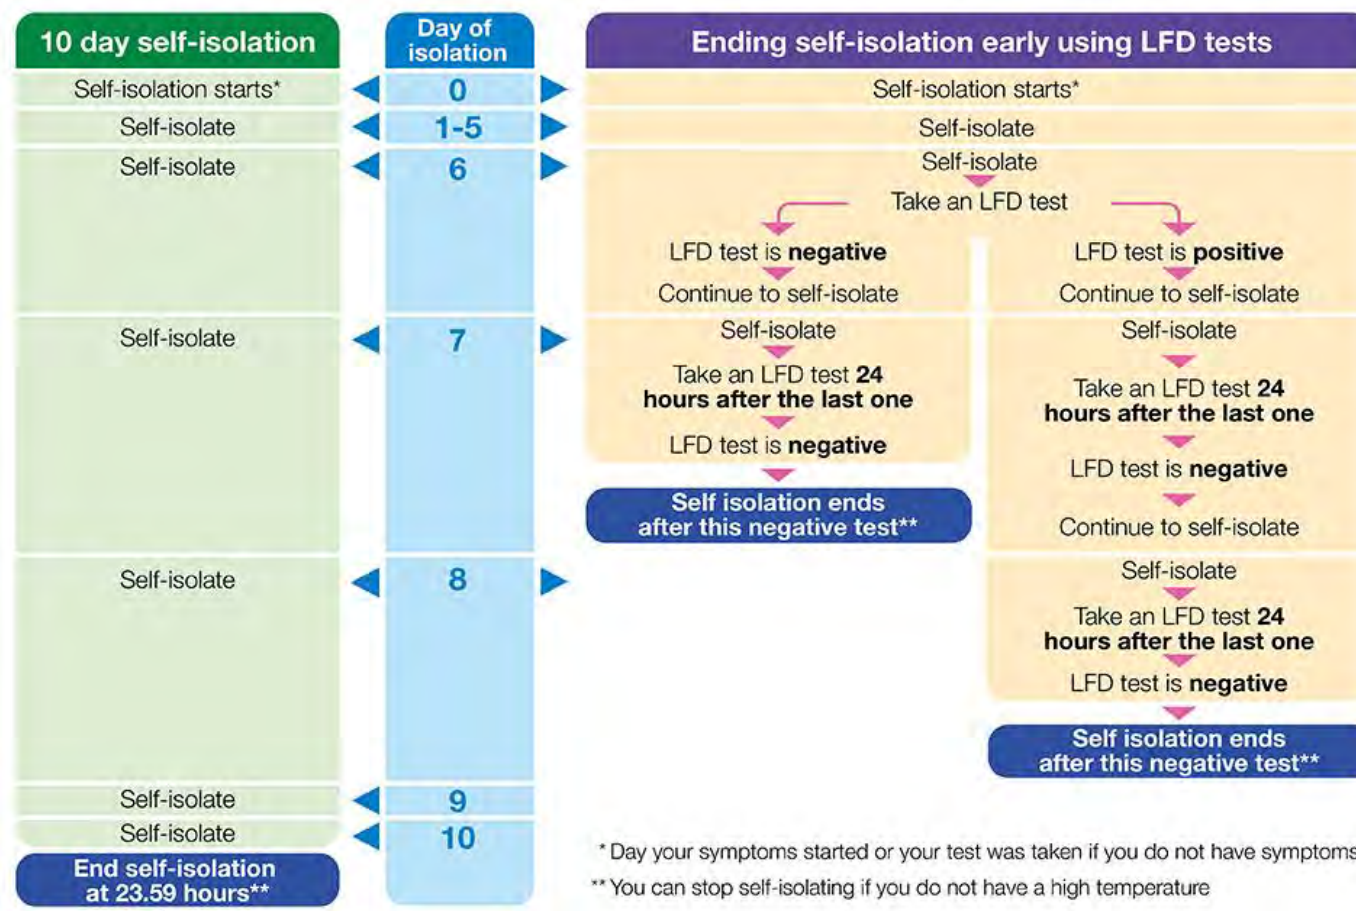 10 day self-isolation
Self-isolation starts*
Self-isolate
Self-isolate
Self-isolate
Self-isolate
Self-isolate
Self-isolate
End self-isolation
at 23.59 hours**
Day of
isolation
0
1-5
6
7
8
9
10
Ending self-isolation early using LFD tests
Self-isolation starts*
Self-isolate
Self-isolate
Take an LFD test
LFD test is negative
Continue to self-isolate
Self-isolate
Take an LFD test 24
hours after the last one
LFD test is negative
Self isolation ends
after this negative test**
LFD test is positive
Continue to self-isolate
Self-isolate
Take an LFD test 24
hours after the last one
LFD test is negative
Continue to self-isolate
Self-isolate
Take an LFD test 24
hours after the last one
LFD test is negative
Self isolation ends
after this negative test**
* Day your symptoms started or your test was taken if you do not have symptoms
** You can stop self-isolating if you do not have a high temperature